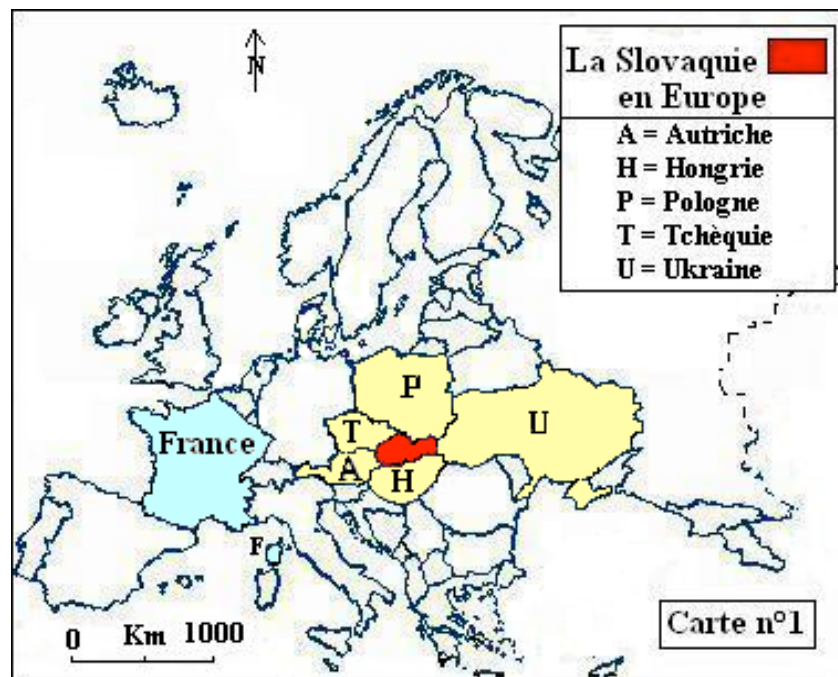 N
La Slovaquie
en Europe
A = Autriche
H = Hongrie
P = Pologne
T = Tchèquie
U = Ukraine
P
T
U
France
A
H
F
0 Km 1000
Carte n°1